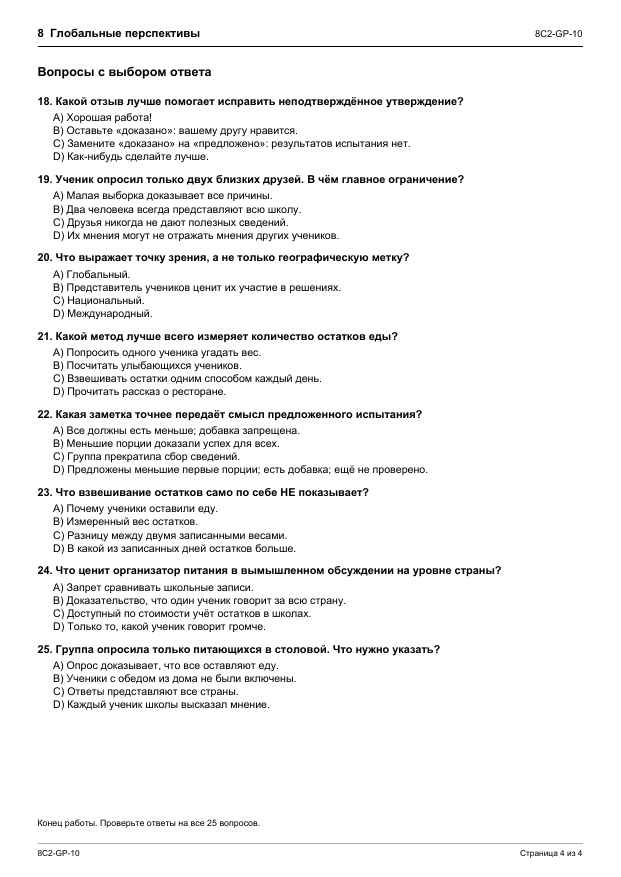 8 Глобальные перспективы
8C2-GP-10
Вопросы с выбором ответа
18. Какой отзыв лучше помогает исправить неподтверждённое утверждение?
A) Хорошая работа!
B) Оставьте «доказано»: вашему другу нравится.
C) Замените «доказано» на «предложено»: результатов испытания нет.
D) Как-нибудь сделайте лучше.
19. Ученик опросил только двух близких друзей. В чём главное ограничение?
A) Малая выборка доказывает все причины.
B) Два человека всегда представляют всю школу.
C) Друзья никогда не дают полезных сведений.
D) Их мнения могут не отражать мнения других учеников.
20. Что выражает точку зрения, а не только географическую метку?
A) Глобальный.
B) Представитель учеников ценит их участие в решениях.
C) Национальный.
D) Международный.
21. Какой метод лучше всего измеряет количество остатков еды?
A) Попросить одного ученика угадать вес.
B) Посчитать улыбающихся учеников.
C) Взвешивать остатки одним способом каждый день.
D) Прочитать рассказ о ресторане.
22. Какая заметка точнее передаёт смысл предложенного испытания?
A) Все должны есть меньше; добавка запрещена.
B) Меньшие порции доказали успех для всех.
C) Группа прекратила сбор сведений.
D) Предложены меньшие первые порции; есть добавка; ещё не проверено.
23. Что взвешивание остатков само по себе НЕ показывает?
A) Почему ученики оставили еду.
B) Измеренный вес остатков.
C) Разницу между двумя записанными весами.
D) В какой из записанных дней остатков больше.
24. Что ценит организатор питания в вымышленном обсуждении на уровне страны?
A) Запрет сравнивать школьные записи.
B) Доказательство, что один ученик говорит за всю страну.
C) Доступный по стоимости учёт остатков в школах.
D) Только то, какой ученик говорит громче.
25. Группа опросила только питающихся в столовой. Что нужно указать?
A) Опрос доказывает, что все оставляют еду.
B) Ученики с обедом из дома не были включены.
C) Ответы представляют все страны.
D) Каждый ученик школы высказал мнение.
Конец работы. Проверьте ответы на все 25 вопросов.
8C2-GP-10
Страница 4 из 4